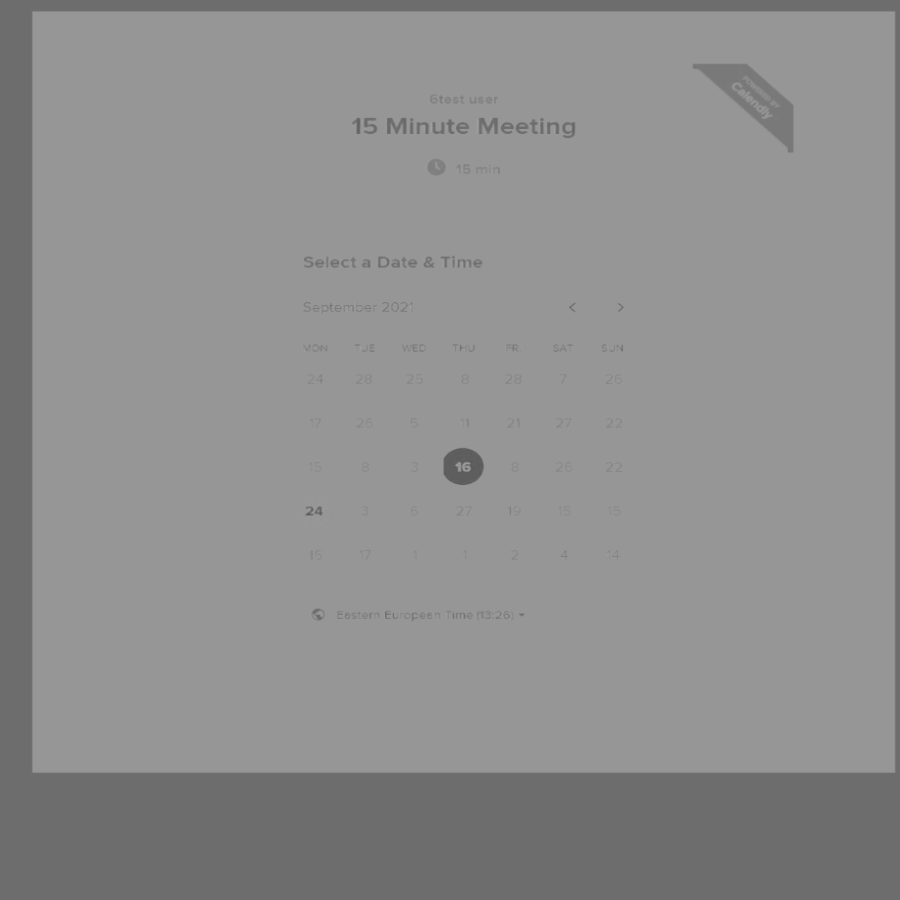 POWERED BY
Calendly
6test user
15 Minute Meeting
15 min
Select a Date & Time
September 2021
MON TUE WED THU FRI SAT SUN
24 28 25 8 28 7 26
17 26 5 11 21 27 22
15 8 3 16 8 26 22
24 3 6 27 19 15 15
16 17 1 1 2 4 14
Eastern European Time (13:26)